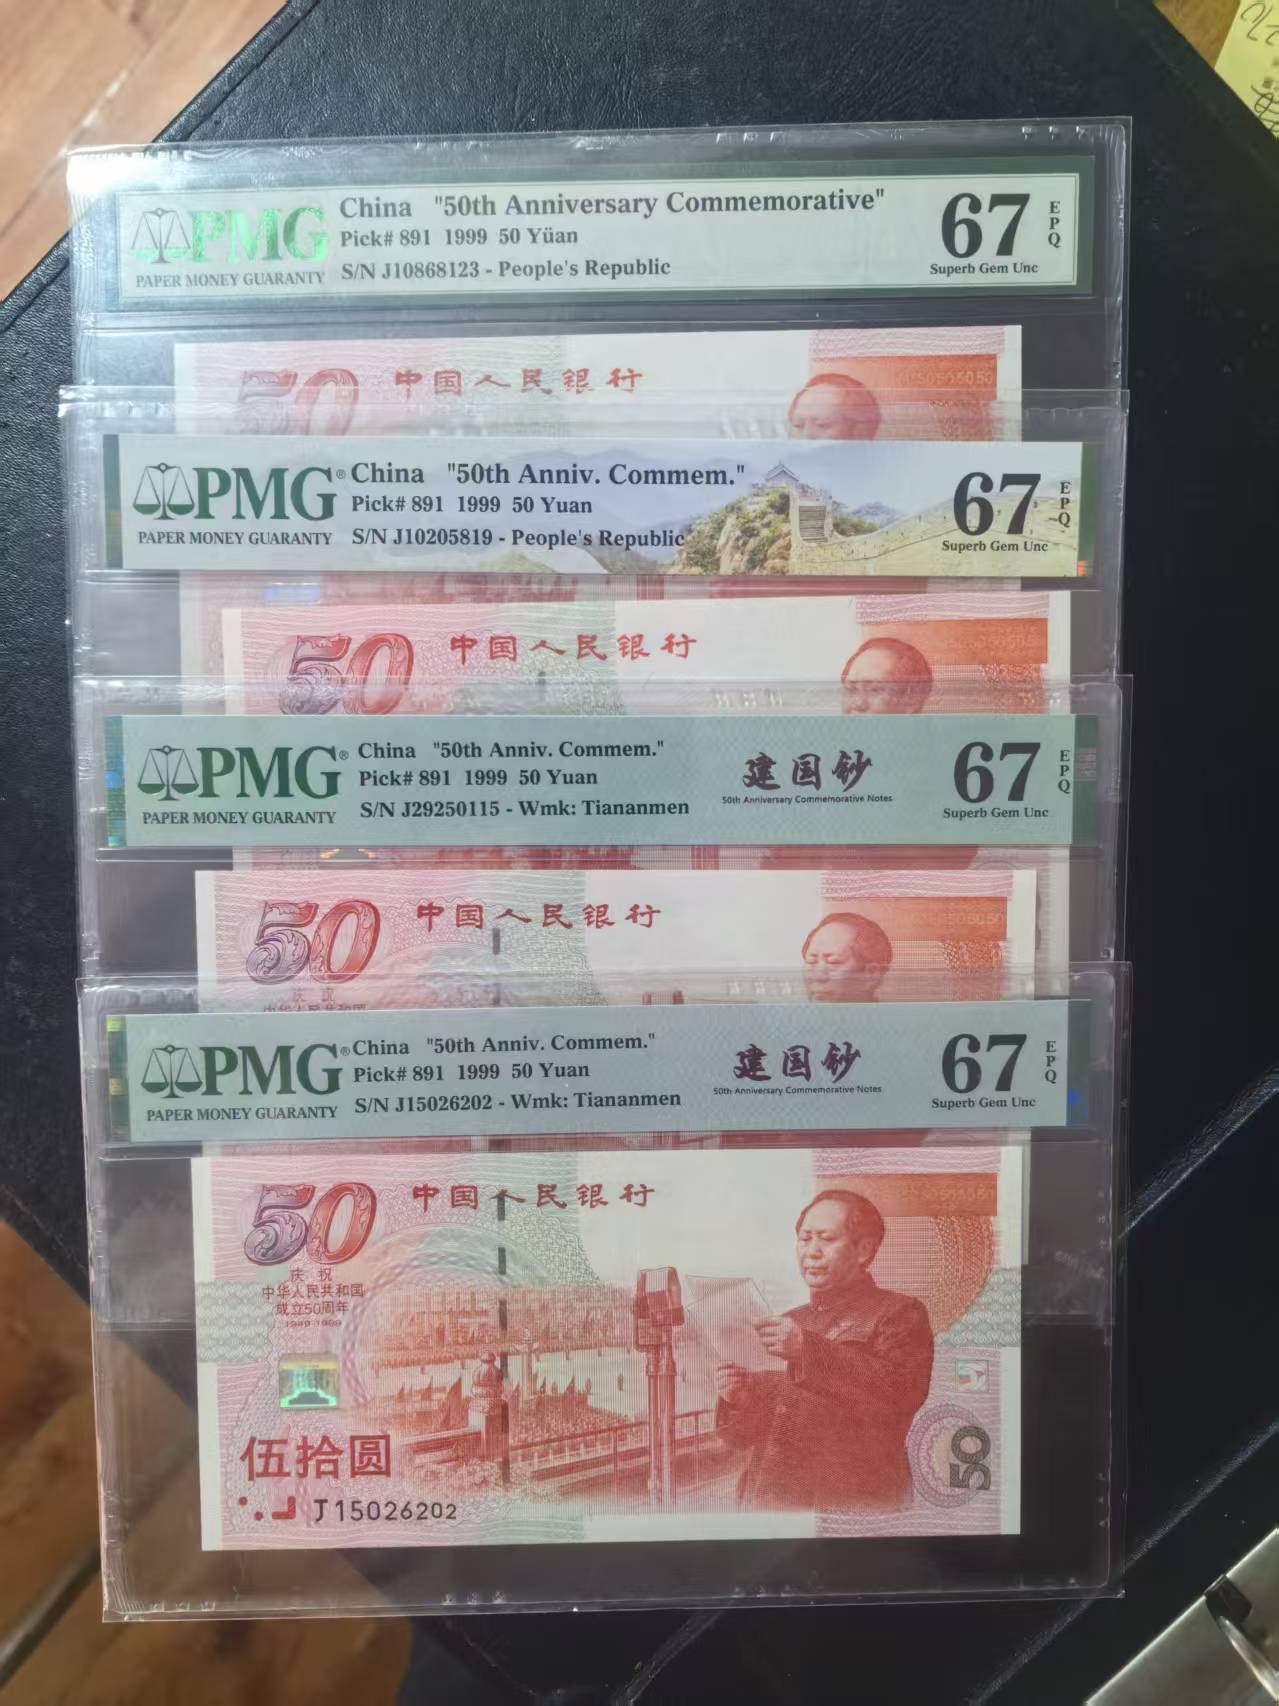 PMG
PAPER MONEY GUARANTY
China "50th Anniversary Commemorative"
Pick# 891 1999 50 Yüan
S/N J10868123 - People's Republic
67
EPQ
Superb Gem Unc
50
中国人民银行
PMG®
PAPER MONEY GUARANTY
China "50th Anniv. Commem."
Pick# 891 1999 50 Yuan
S/N J10205819 - People's Republic
67
EPQ
Superb Gem Unc
50
中国人民银行
PMG®
PAPER MONEY GUARANTY
China "50th Anniv. Commem."
Pick# 891 1999 50 Yuan
S/N J29250115 - Wmk: Tiananmen
建国钞
50th Anniversary Commemorative Notes
67
EPQ
Superb Gem Unc
50
中国人民银行
庆祝
PMG®
PAPER MONEY GUARANTY
China "50th Anniv. Commem."
Pick# 891 1999 50 Yuan
S/N J15026202 - Wmk: Tiananmen
建国钞
50th Anniversary Commemorative Notes
67
EPQ
Superb Gem Unc
50
中国人民银行
庆祝
中华人民共和国
成立50周年
1949-1999
伍拾圆
J15026202
50